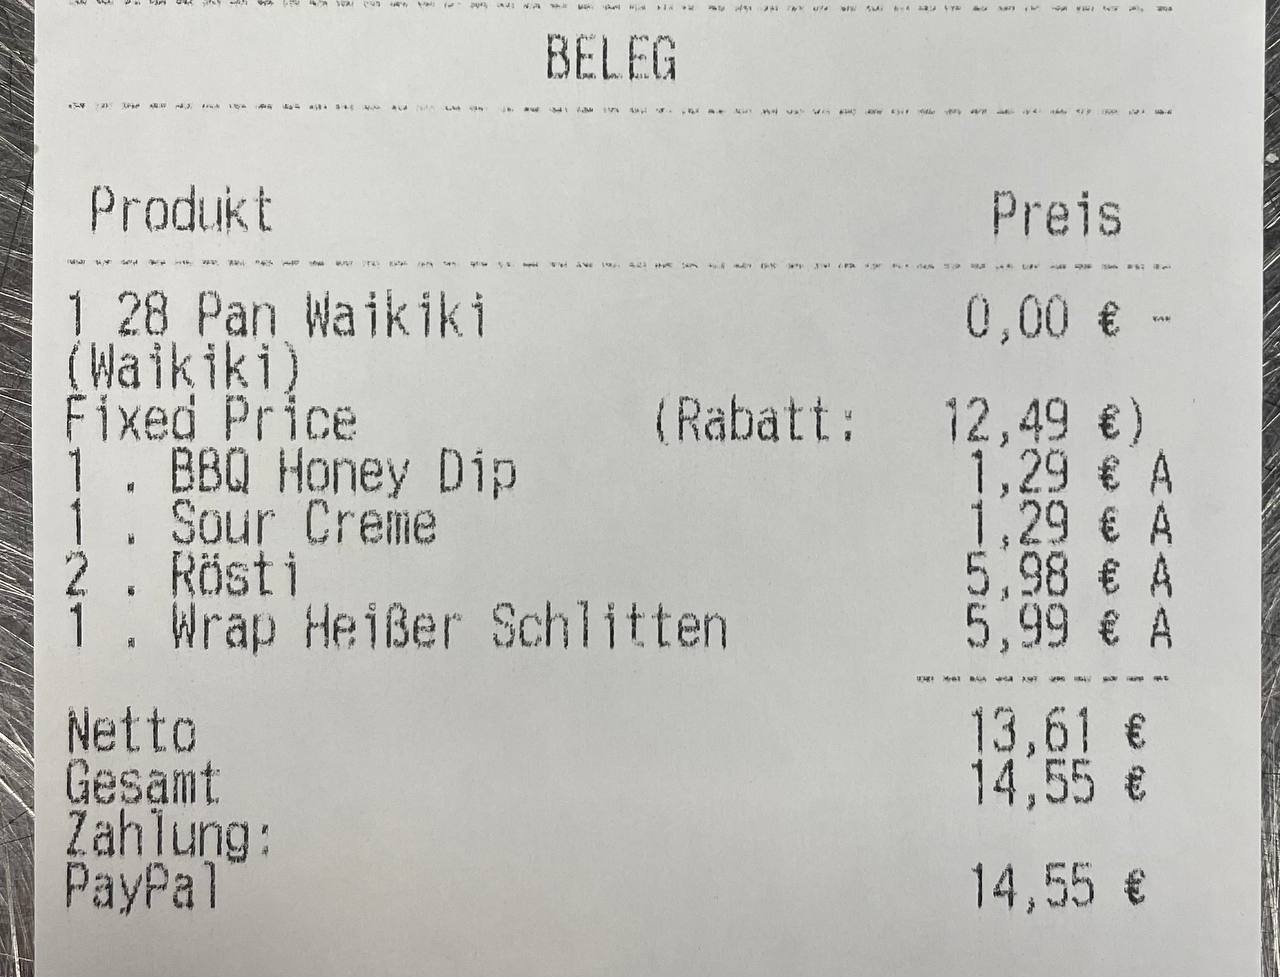 BELEG
Produkt Preis
1 28 Pan Waikiki 0,00 € -
(Waikiki)
Fixed Price (Rabatt: 12,49 €)
1 . BBQ Honey Dip 1,29 € A
1 . Sour Creme 1,29 € A
2 . Rösti 5,98 € A
1 . Wrap Heißer Schlitten 5,99 € A
Netto 13,61 €
Gesamt 14,55 €
Zahlung:
PayPal 14,55 €